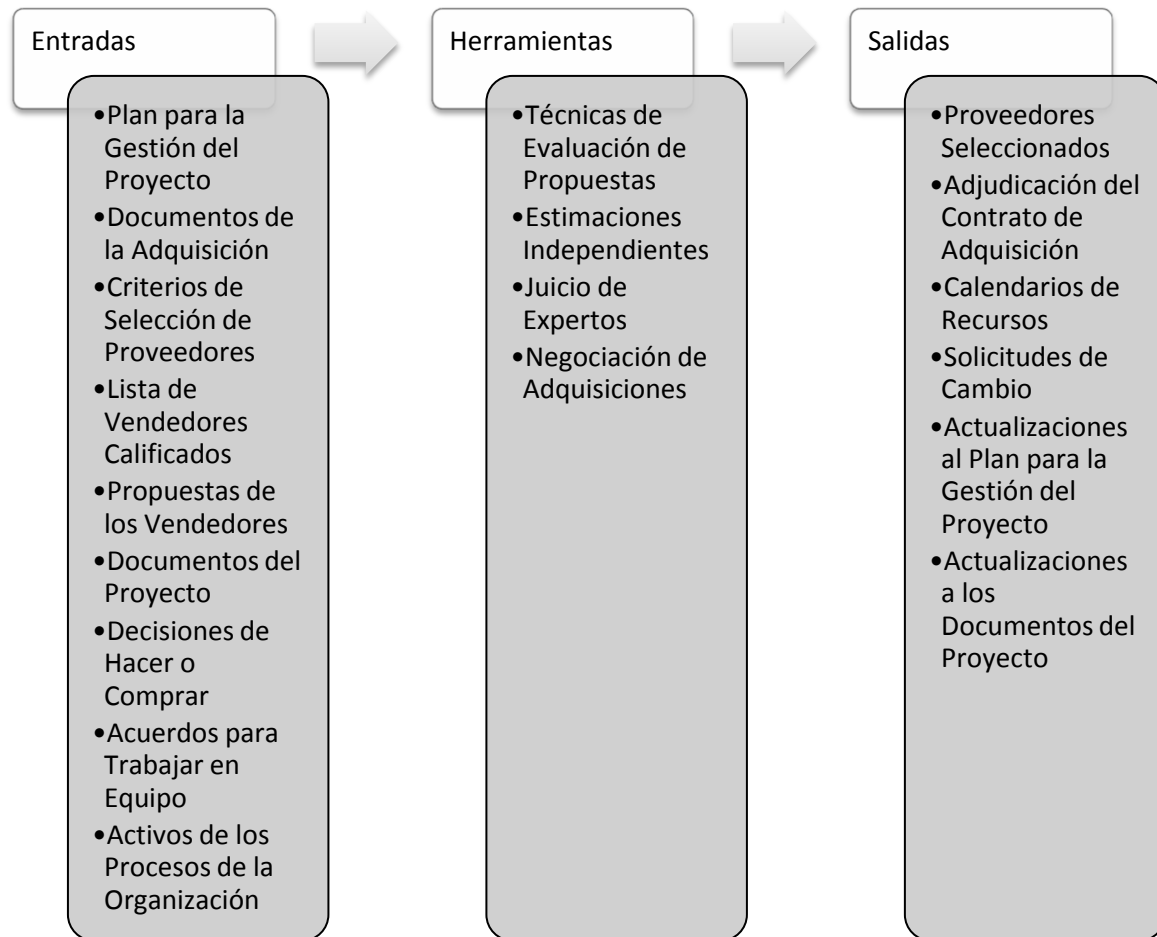 Entradas
•Plan para la
Gestión del
Proyecto
•Documentos de
la Adquisición
•Criterios de
Selección de
Proveedores
•Lista de
Vendedores
Calificados
•Propuestas de
los Vendedores
•Documentos del
Proyecto
•Decisiones de
Hacer o
Comprar
•Acuerdos para
Trabajar en
Equipo
•Activos de los
Procesos de la
Organización
Herramientas
•Técnicas de
Evaluación de
Propuestas
•Estimaciones
Independientes
•Juicio de
Expertos
•Negociación de
Adquisiciones
Salidas
•Proveedores
Seleccionados
•Adjudicación del
Contrato de
Adquisición
•Calendarios de
Recursos
•Solicitudes de
Cambio
•Actualizaciones
al Plan para la
Gestión del
Proyecto
•Actualizaciones
a los
Documentos del
Proyecto